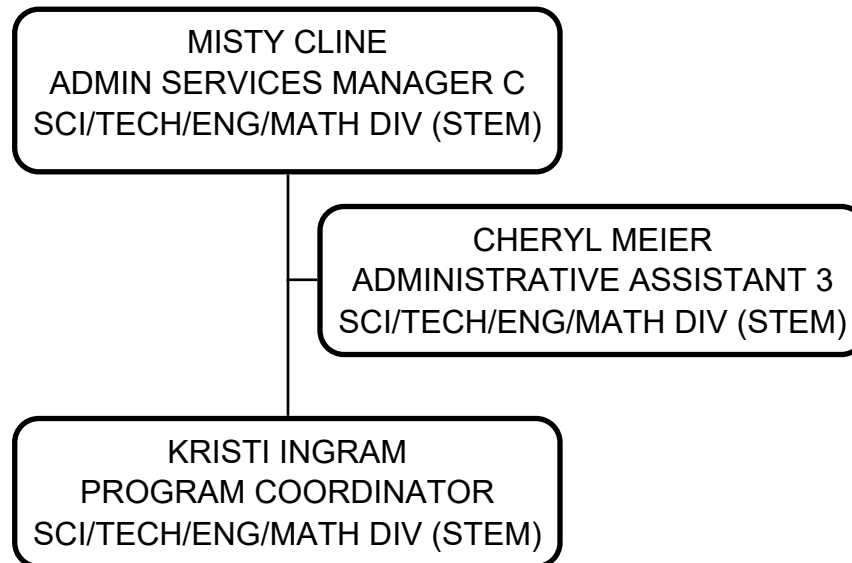 MISTY CLINE
ADMIN SERVICES MANAGER C
SCI/TECH/ENG/MATH DIV (STEM)
CHERYL MEIER
ADMINISTRATIVE ASSISTANT 3
SCI/TECH/ENG/MATH DIV (STEM)
KRISTI INGRAM
PROGRAM COORDINATOR
SCI/TECH/ENG/MATH DIV (STEM)